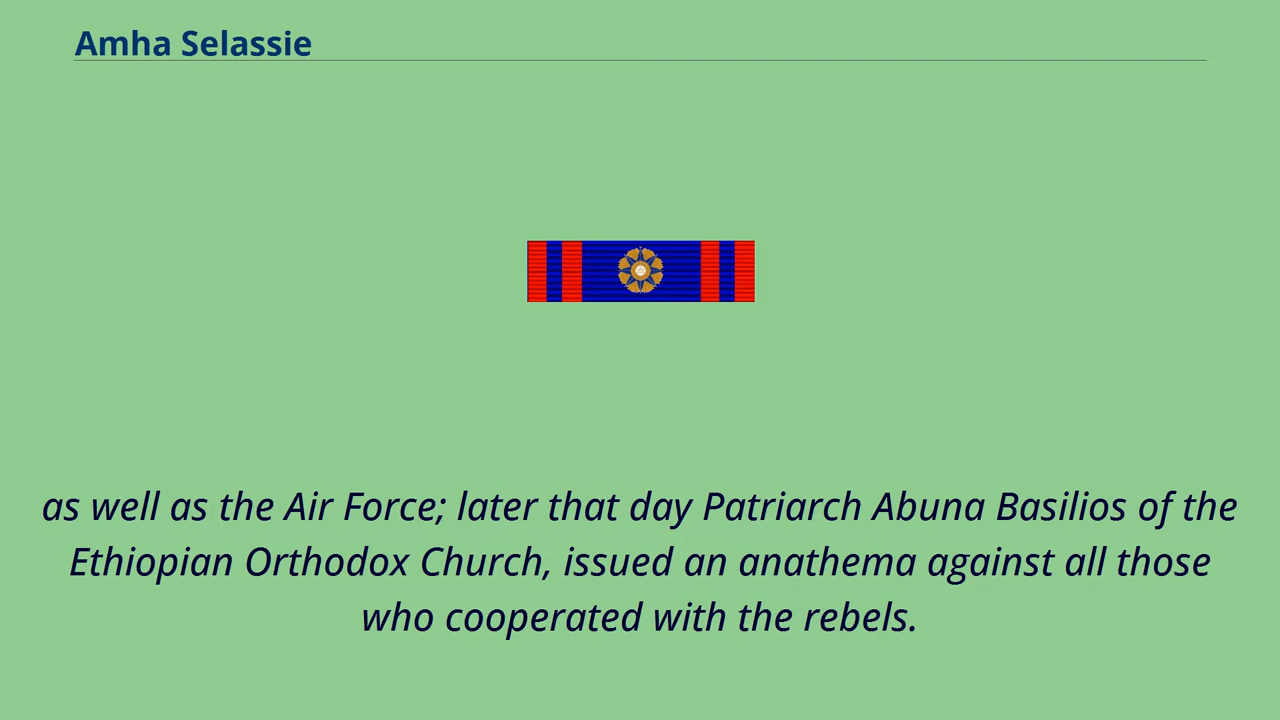 Amha Selassie
as well as the Air Force; later that day Patriarch Abuna Basilios of the
Ethiopian Orthodox Church, issued an anathema against all those
who cooperated with the rebels.